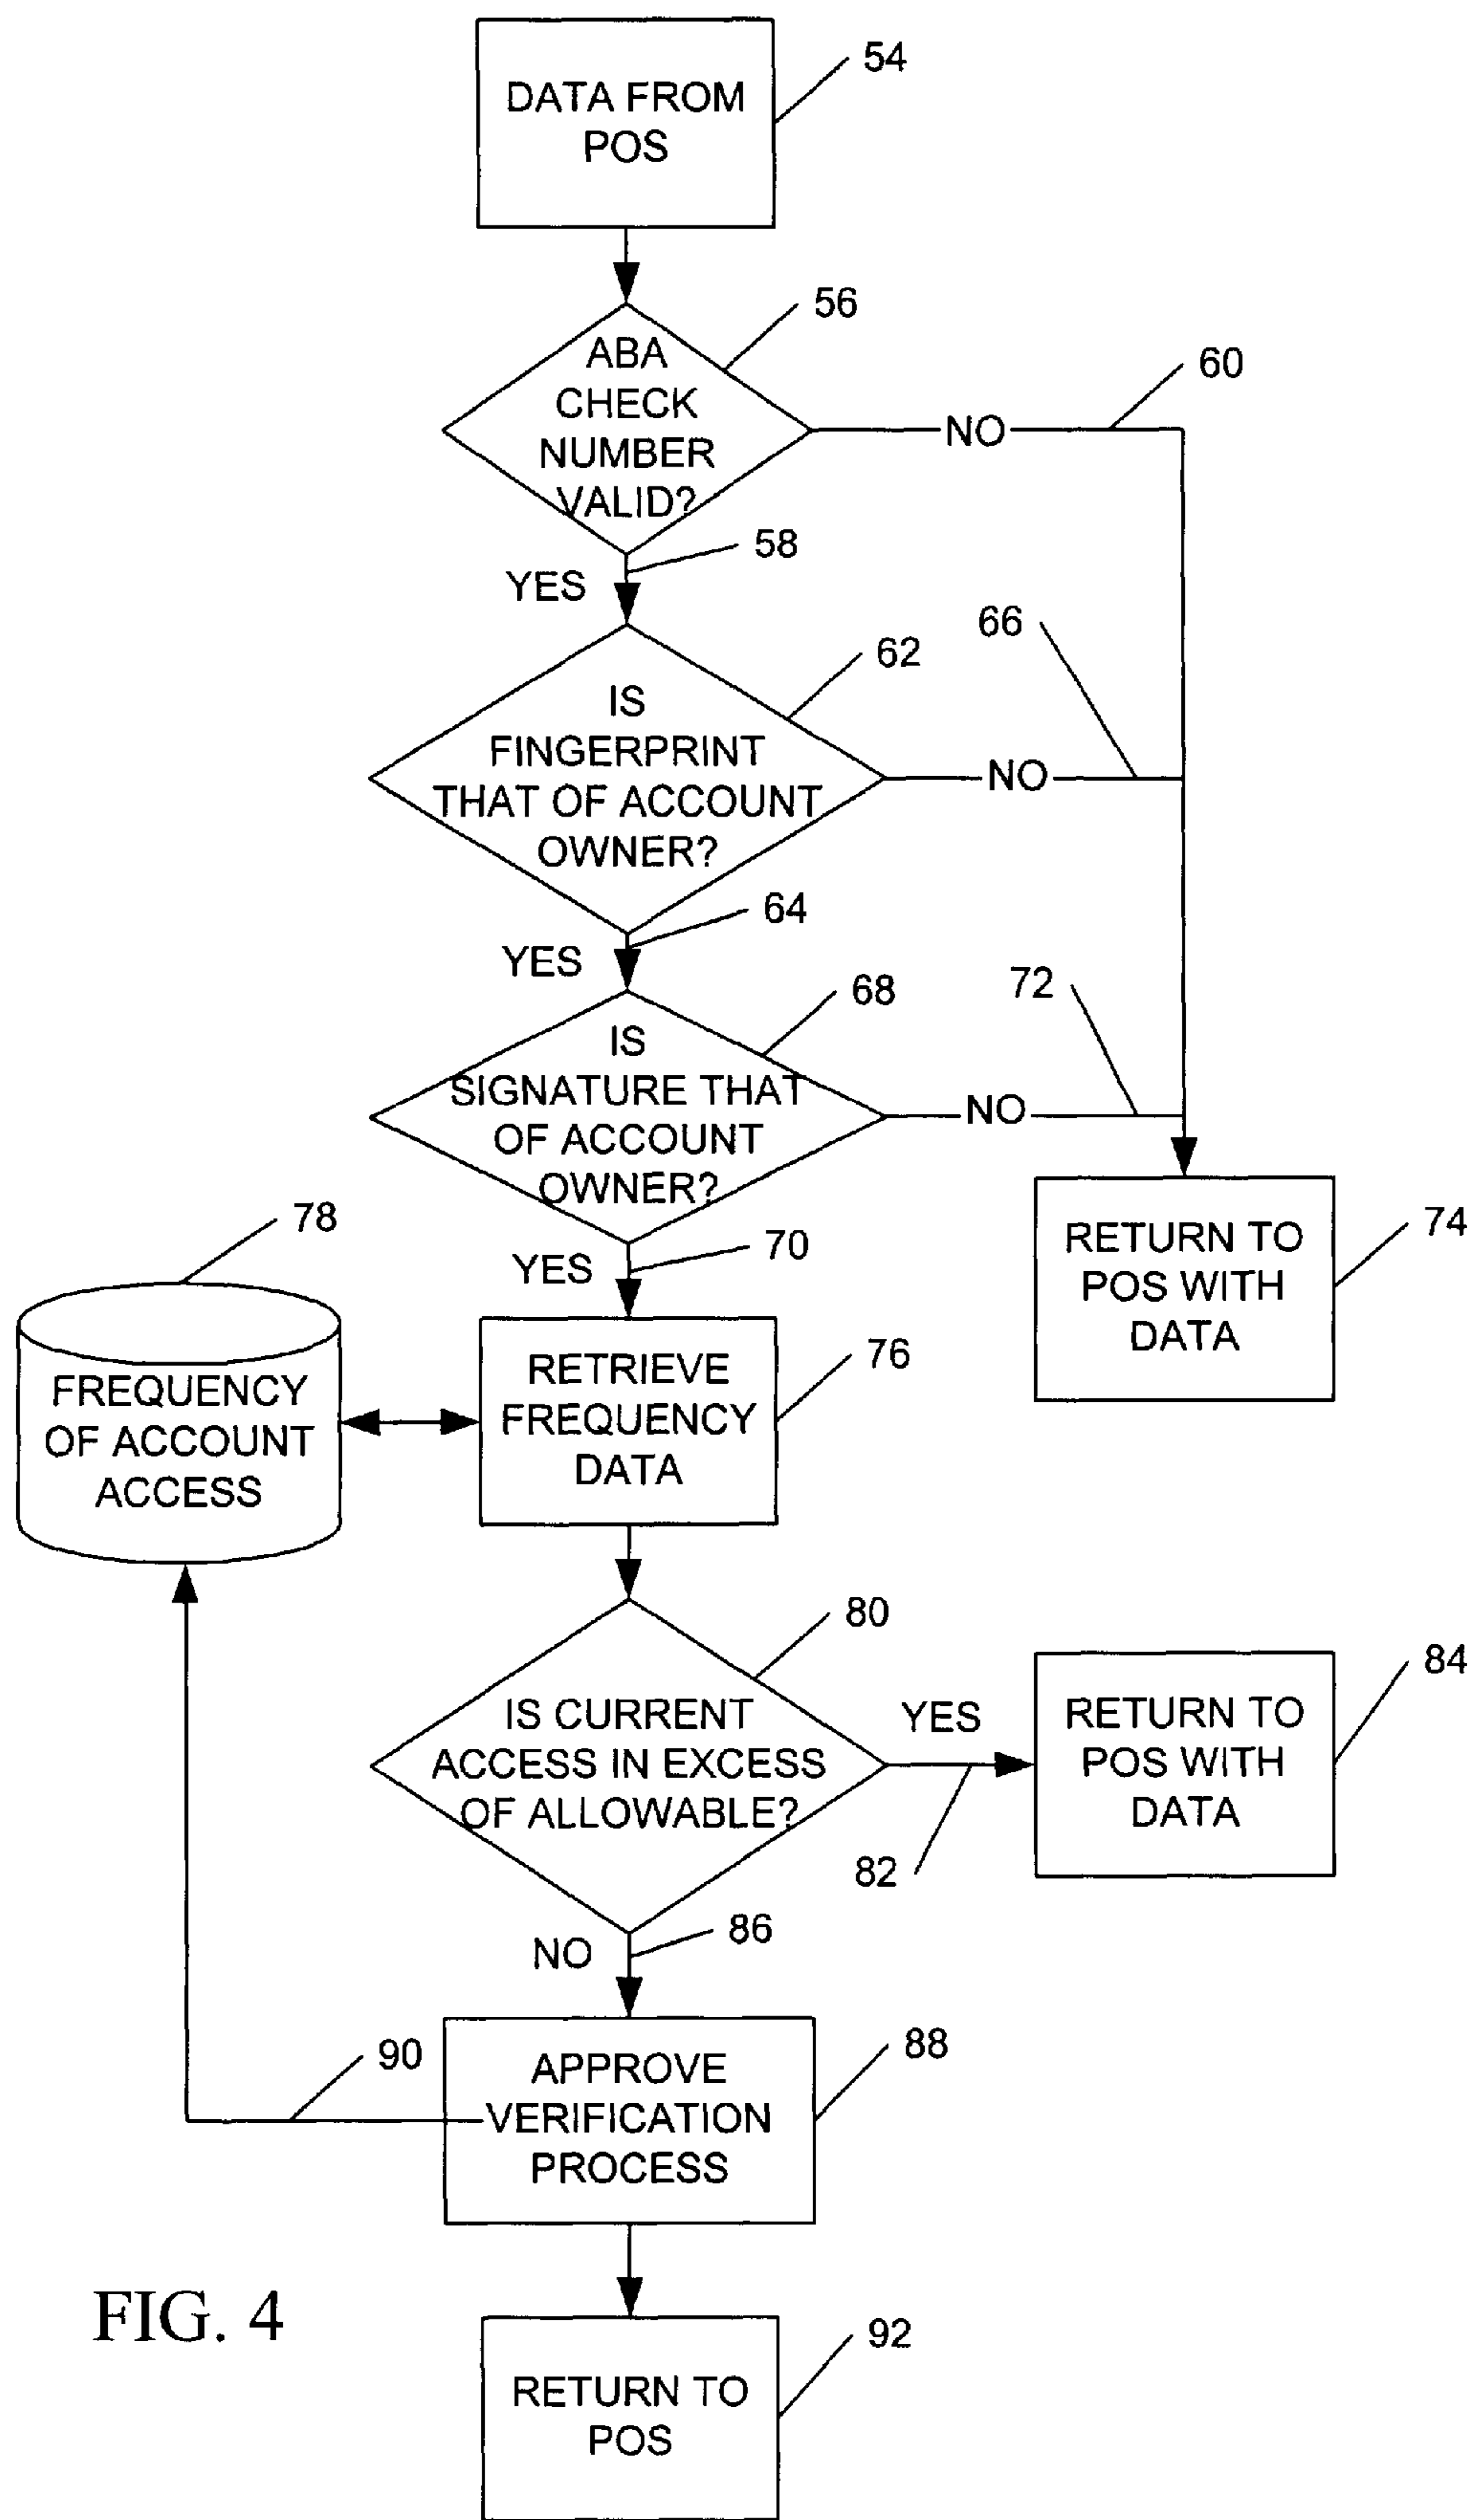 54
DATA FROM
POS
56
ABA
CHECK
NUMBER
VALID?
60
NO
58
YES
66
62
IS
FINGERPRINT
THAT OF ACCOUNT
OWNER?
NO
64
YES
68
72
IS
SIGNATURE THAT
OF ACCOUNT
OWNER?
NO
74
RETURN TO
POS WITH
DATA
70
YES
78
FREQUENCY
OF ACCOUNT
ACCESS
76
RETRIEVE
FREQUENCY
DATA
80
IS CURRENT
ACCESS IN EXCESS
OF ALLOWABLE?
YES
82
84
RETURN TO
POS WITH
DATA
86
NO
90
88
APPROVE
VERIFICATION
PROCESS
92
RETURN TO
POS
FIG. 4